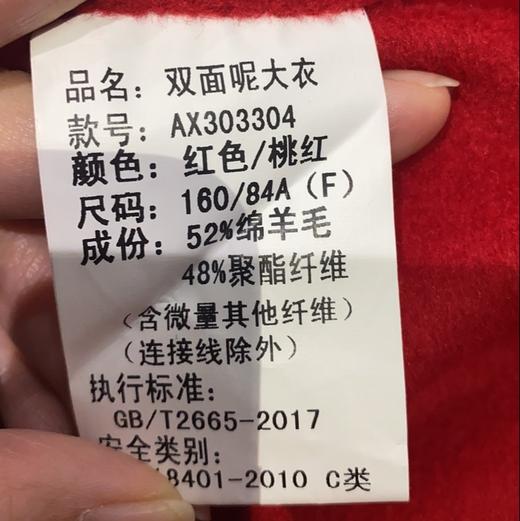 品名：双面呢大衣
款号：AX303304
颜色：红色/桃红
尺码：160/84A（F）
成份：52%绵羊毛
48%聚酯纤维
（含微量其他纤维）
（连接线除外）
执行标准：
GB/T2665-2017
安全类别：
18401-2010 C类